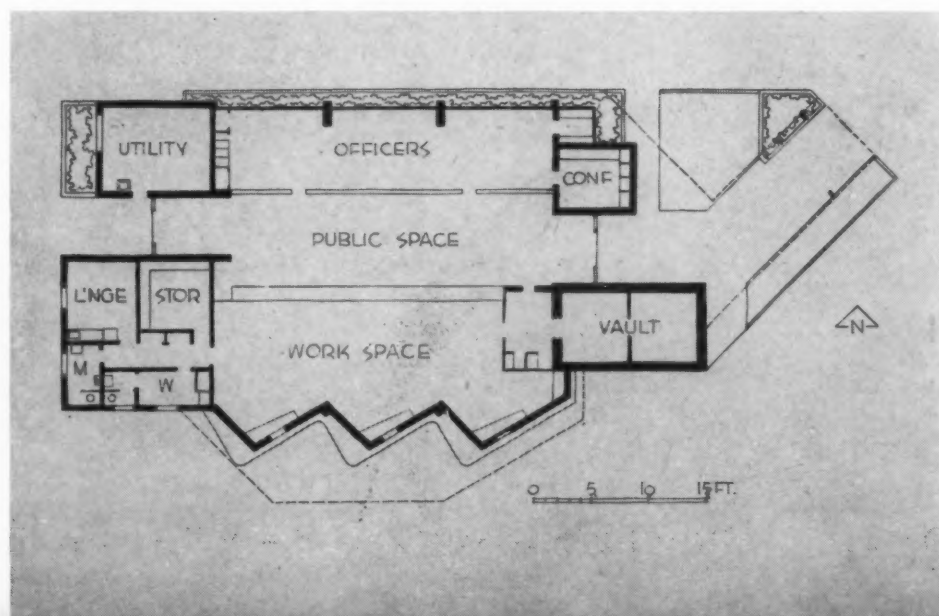 UTILITY
OFFICERS
CONF
PUBLIC SPACE
L'NGE
STOR
VAULT
N
WORK SPACE
M
W
0 5 10 15 FT.